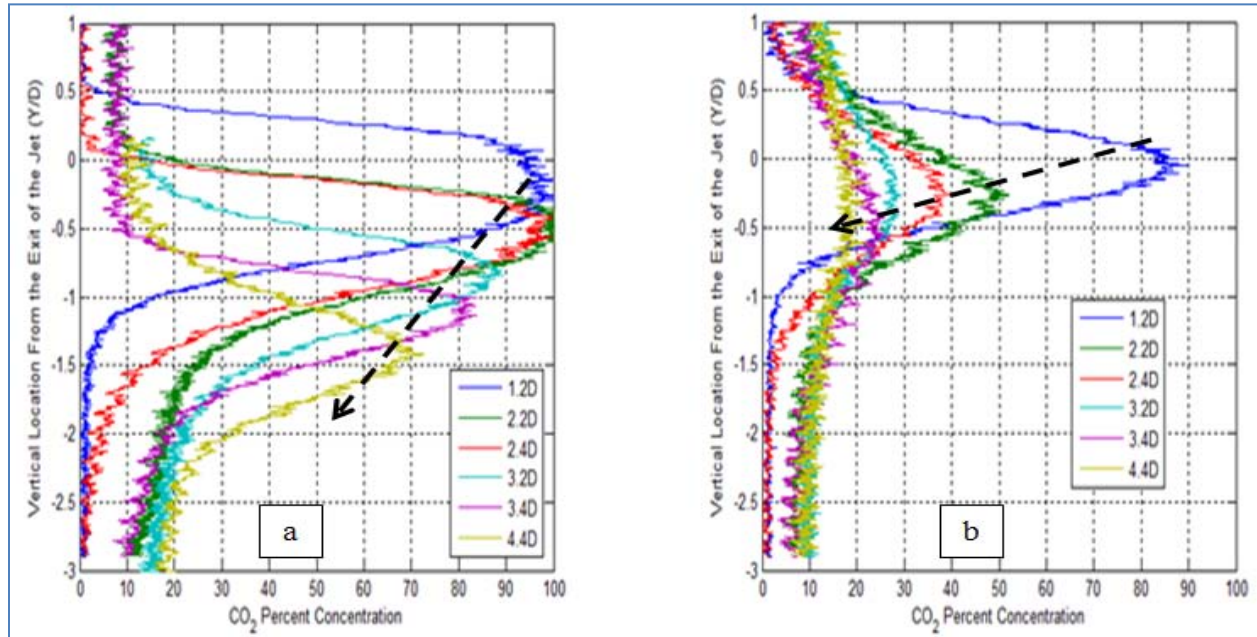 Vertical Location From the Exit of the Jet (Y/D)
1
0.5
0
-0.5
-1
-1.5
-2
-2.5
-3
0 10 20 30 40 50 60 70 80 90 100
CO2 Percent Concentration
1.2D
2.2D
2.4D
3.2D
3.4D
4.4D
a
Vertical Location From the Exit of the Jet (Y/D)
1
0.5
0
-0.5
-1
-1.5
-2
-2.5
-3
0 10 20 30 40 50 60 70 80 90 100
CO2 Percent Concentration
1.2D
2.2D
2.4D
3.2D
3.4D
4.4D
b